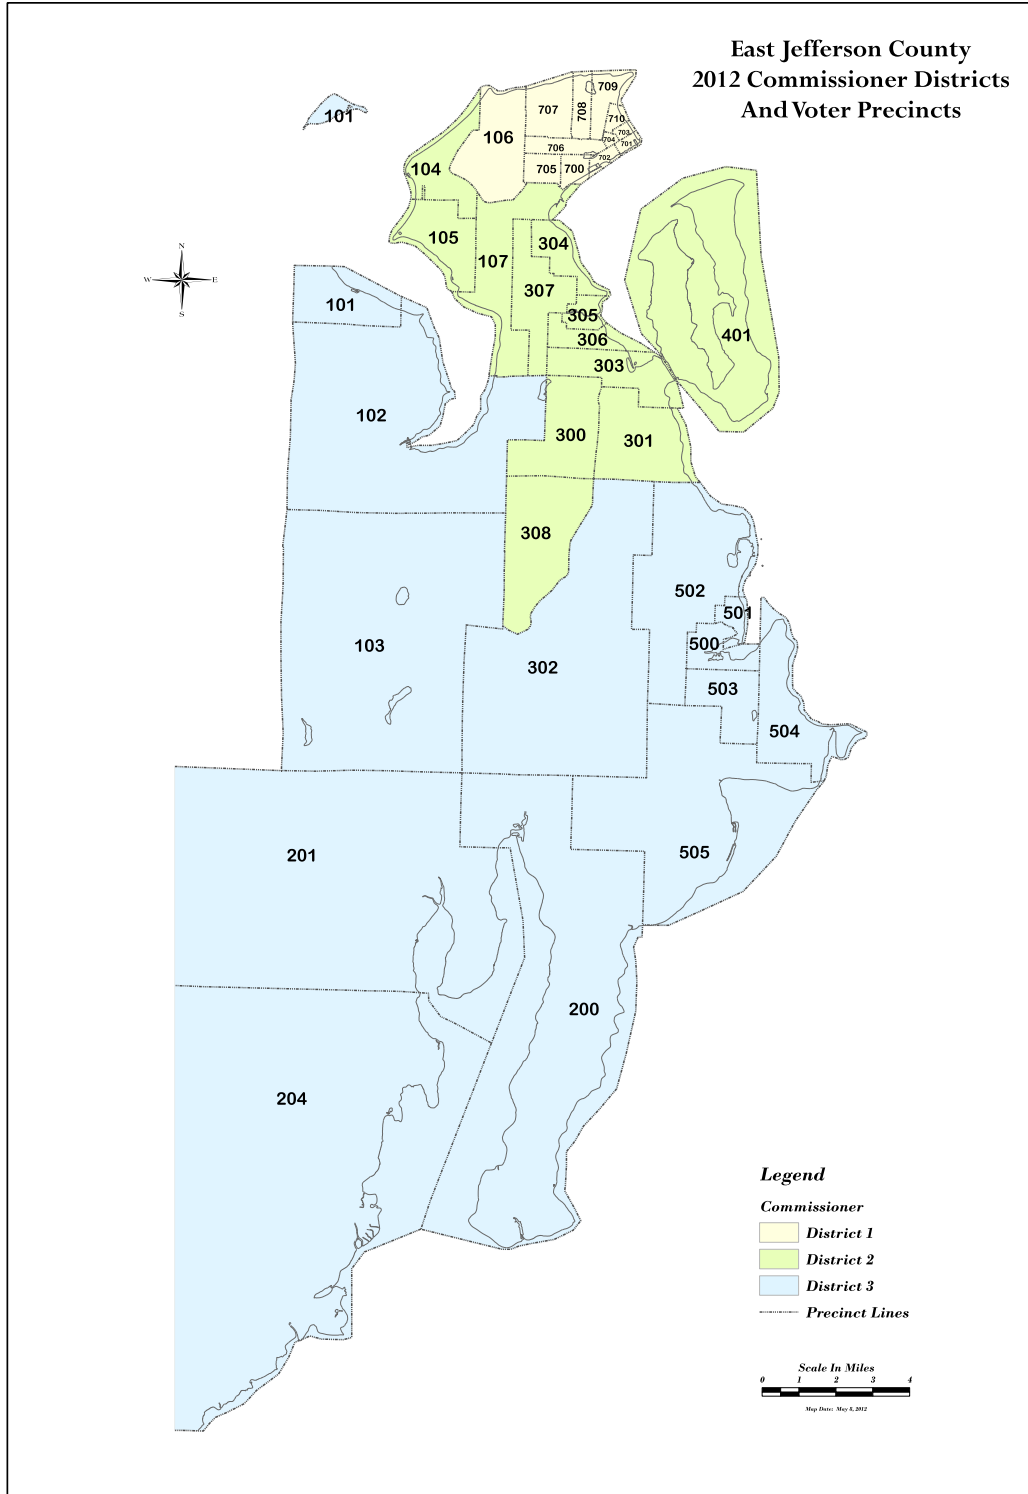 East Jefferson County
2012 Commissioner Districts
And Voter Precincts
709
707
708
101
106
710
703
704
701
706
702
104
705
700
105
304
107
N
W E
S
307
101
305
401
306
303
102
300
301
308
502
501
103
500
302
503
504
201
505
200
204
Legend
Commissioner
District 1
District 2
District 3
Precinct Lines
Scale In Miles
0 1 2 3 4
Map Date: May 8, 2012